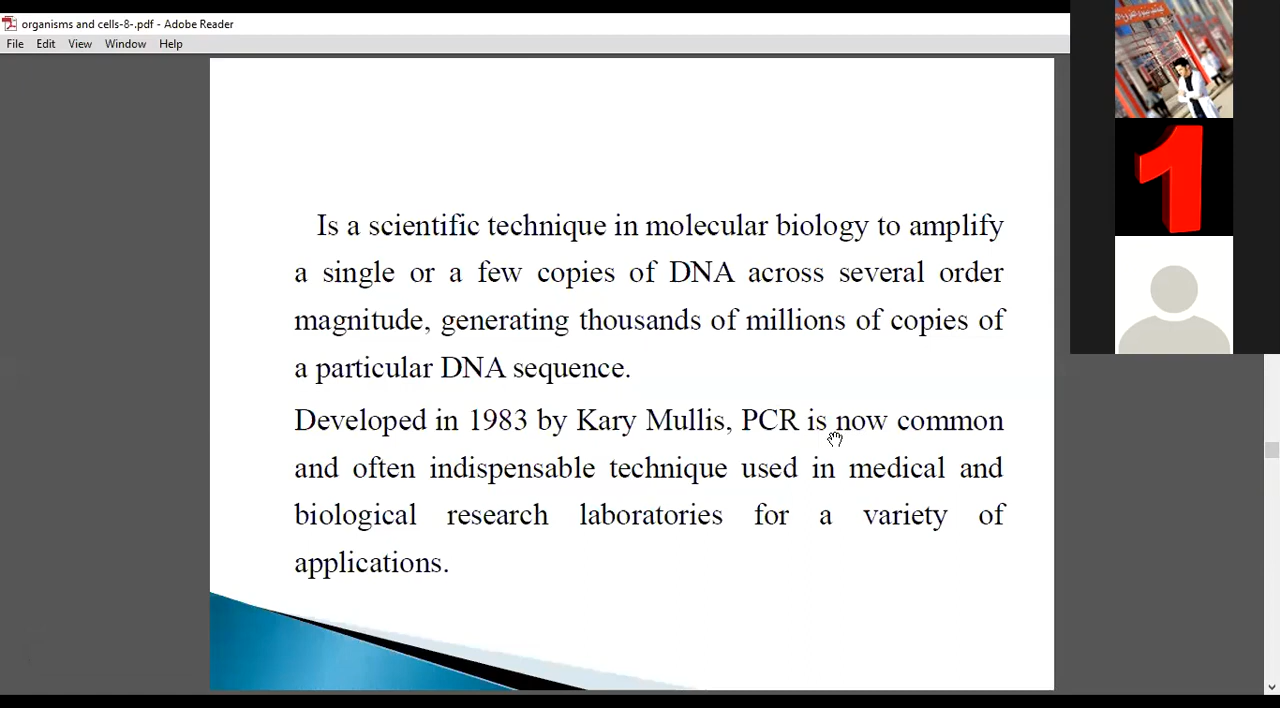 organisms and cells-8-.pdf - Adobe Reader
File Edit View Window Help
Is a scientific technique in molecular biology to amplify
a single or a few copies of DNA across several order
magnitude, generating thousands of millions of copies of
a particular DNA sequence.
Developed in 1983 by Kary Mullis, PCR is now common
and often indispensable technique used in medical and
biological research laboratories for a variety of
applications.
1